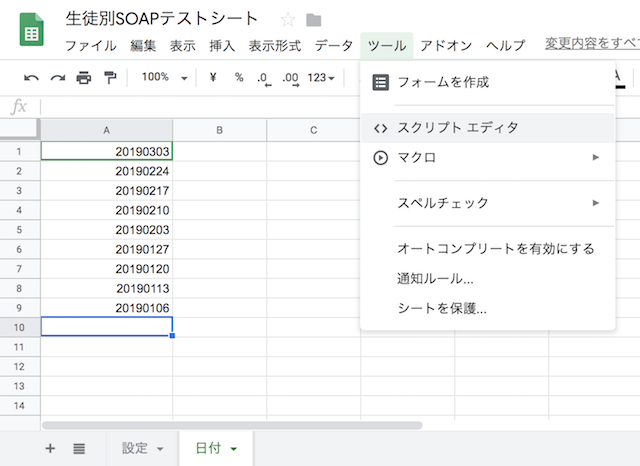 生徒別SOAPテストシート
ファイル 編集 表示 挿入 表示形式 データ ツール アドオン ヘルプ 変更内容をすべ
100% ¥ % .0 .00 123 A
フォームを作成
fx
スクリプト エディタ
マクロ
スペルチェック
オートコンプリートを有効にする
通知ルール...
シートを保護...
A B C
1 20190303
2 20190224
3 20190217
4 20190210
5 20190203
6 20190127
7 20190120
8 20190113
9 20190106
10
11
12
13
14
設定 日付